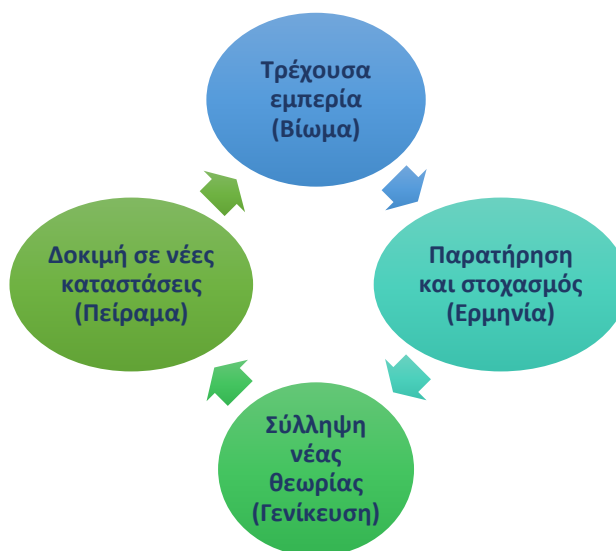 Τρέχουσα
εμπερία
(Βίωμα)
Δοκιμή σε νέες
καταστάσεις
(Πείραμα)
Παρατήρηση
και στοχασμός
(Ερμηνία)
Σύλληψη
νέας
θεωρίας
(Γενίκευση)